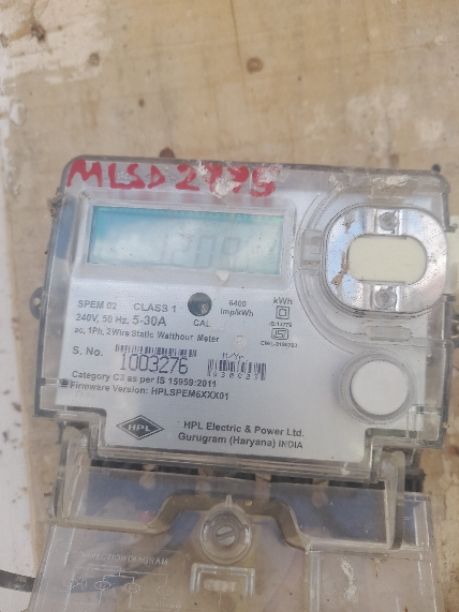 MLSD 2775
SPEM 02 CLASS 1
6400 imp/kWh
kWh
240V, 50 Hz, 5-30A
CAL
ac, 1Ph, 2Wire Static Watthour Meter
S. No. 1003276
Category C3 as per IS 15959:2011
Firmware Version: HPLSPEM6XXX01
HPL
HPL Electric & Power Ltd.
Gurugram (Haryana) INDIA